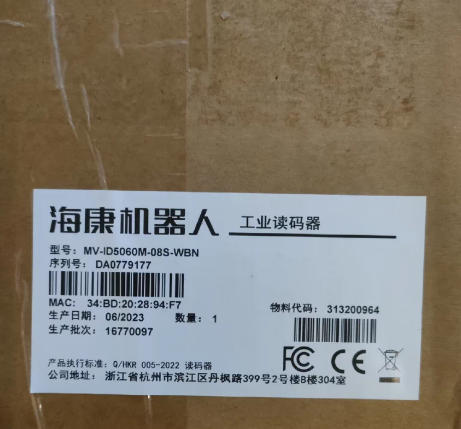 海康机器人 工业读码器
型号: MV-ID5060M-08S-WBN
序列号: DA0779177
MAC: 34:BD:20:28:94:F7
物料代码: 313200964
生产日期: 06/2023 数量: 1
生产批次: 16770097
产品执行标准: Q/HKR 005-2022 读码器
FC CE
公司地址: 浙江省杭州市滨江区丹枫路399号2号楼B楼304室